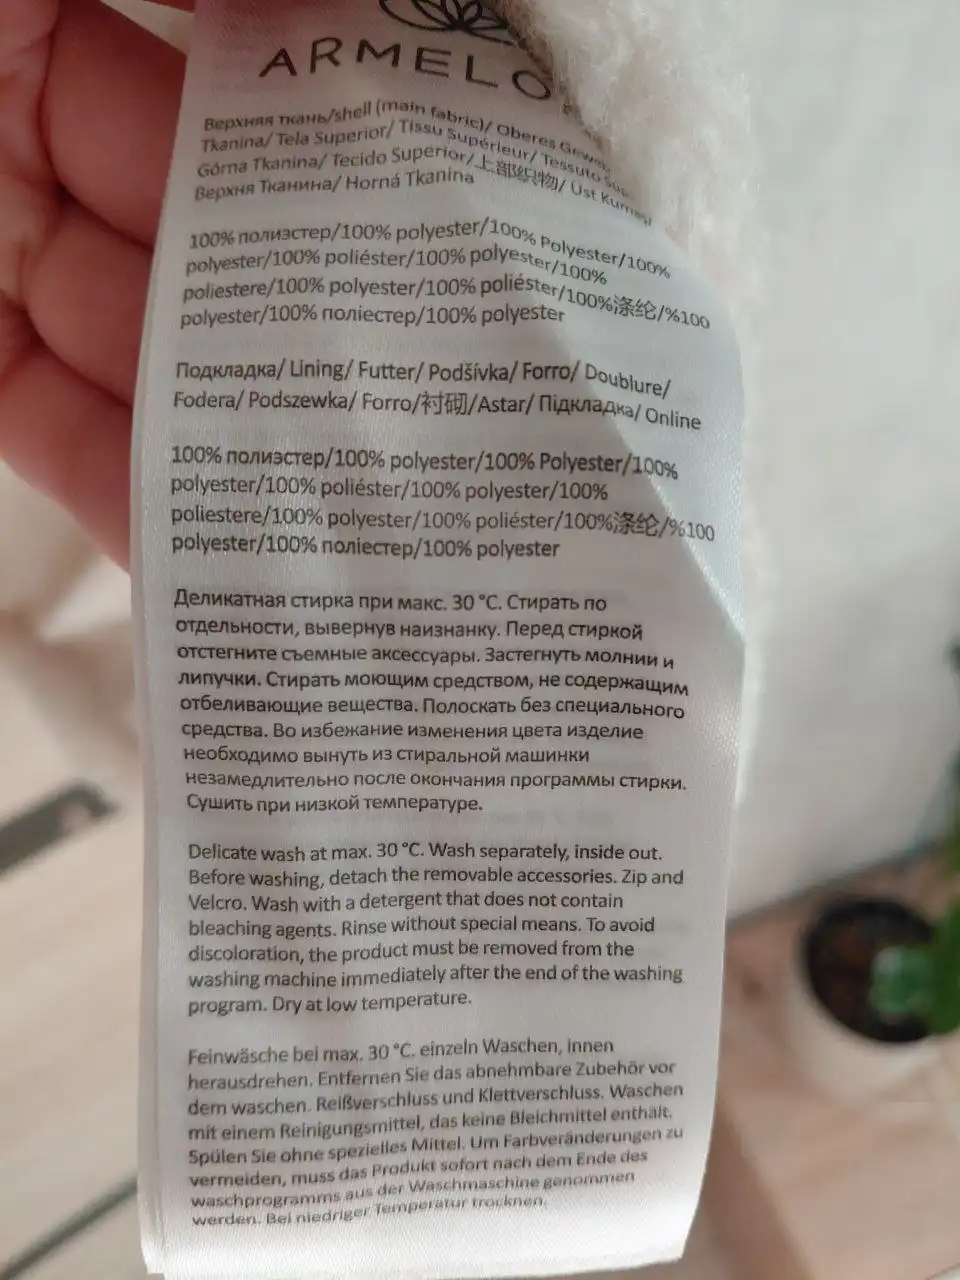 ARMELO
Верхняя ткань/shell (main fabric)/ Oberes
Tkanina/ Tela Superior/ Tissu Supérieur/ Tessuto
Górna Tkanina/ Tecido Superior/上部织物/ Üst Kumaş/
Верхня Тканина/ Horná Tkanina
100% полиэстер/100% polyester/100% Polyester/100%
polyester/100% poliéster/100% polyester/100%
poliestere/100% polyester/100% poliéster/100%涤纶/%100
polyester/100% поліестер/100% polyester
Подкладка/ Lining/ Futter/ Podšívka/ Forro/ Doublure/
Fodera/ Podszewka/ Forro/衬砌/Astar/ Підкладка/ Online
100% полиэстер/100% polyester/100% Polyester/100%
polyester/100% poliéster/100% polyester/100%
poliestere/100% polyester/100% poliéster/100%涤纶/%100
polyester/100% поліестер/100% polyester
Деликатная стирка при макс. 30 °C. Стирать по
отдельности, вывернув наизнанку. Перед стиркой
отстегните съемные аксессуары. Застегнуть молнии и
липучки. Стирать моющим средством, не содержащим
отбеливающие вещества. Полоскать без специального
средства. Во избежание изменения цвета изделие
необходимо вынуть из стиральной машинки
незамедлительно после окончания программы стирки.
Сушить при низкой температуре.
Delicate wash at max. 30 °C. Wash separately, inside out.
Before washing, detach the removable accessories. Zip and
Velcro. Wash with a detergent that does not contain
bleaching agents. Rinse without special means. To avoid
discoloration, the product must be removed from the
washing machine immediately after the end of the washing
program. Dry at low temperature.
Feinwäsche bei max. 30 °C. einzeln Waschen, innen
herausdrehen. Entfernen Sie das abnehmbare Zubehör vor
dem waschen. Reißverschluss und Klettverschluss. Waschen
mit einem Reinigungsmittel, das keine Bleichmittel enthält.
Spülen Sie ohne spezielles Mittel. Um Farbveränderungen zu
vermeiden, muss das Produkt sofort nach dem Ende des
waschprogramms aus der Waschmaschine genommen
werden. Bei niedriger Temperatur trocknen.